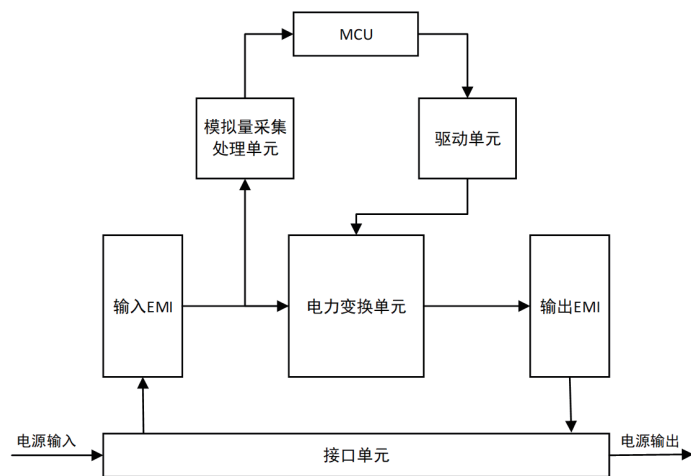 MCU
模拟量采集
处理单元
驱动单元
输入EMI
电力变换单元
输出EMI
电源输入
接口单元
电源输出